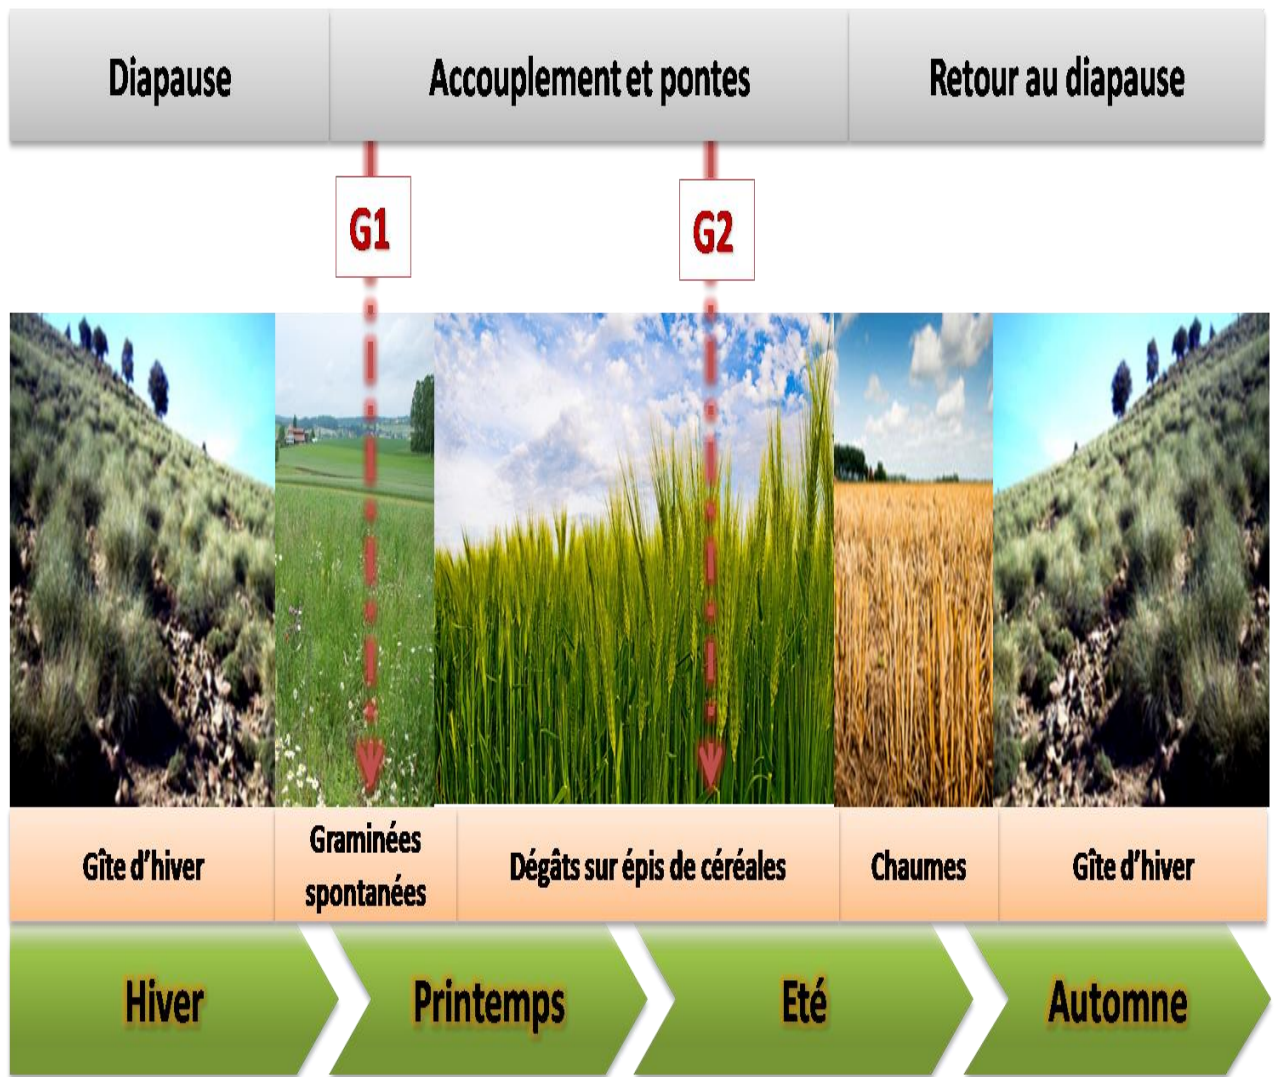 Diapause
Accouplement et pontes
Retour au diapause
G1
G2
Gîte d'hiver
Graminées
spontanées
Dégâts sur épis de céréales
Chaumes
Gîte d'hiver
Hiver
Printemps
Eté
Automne